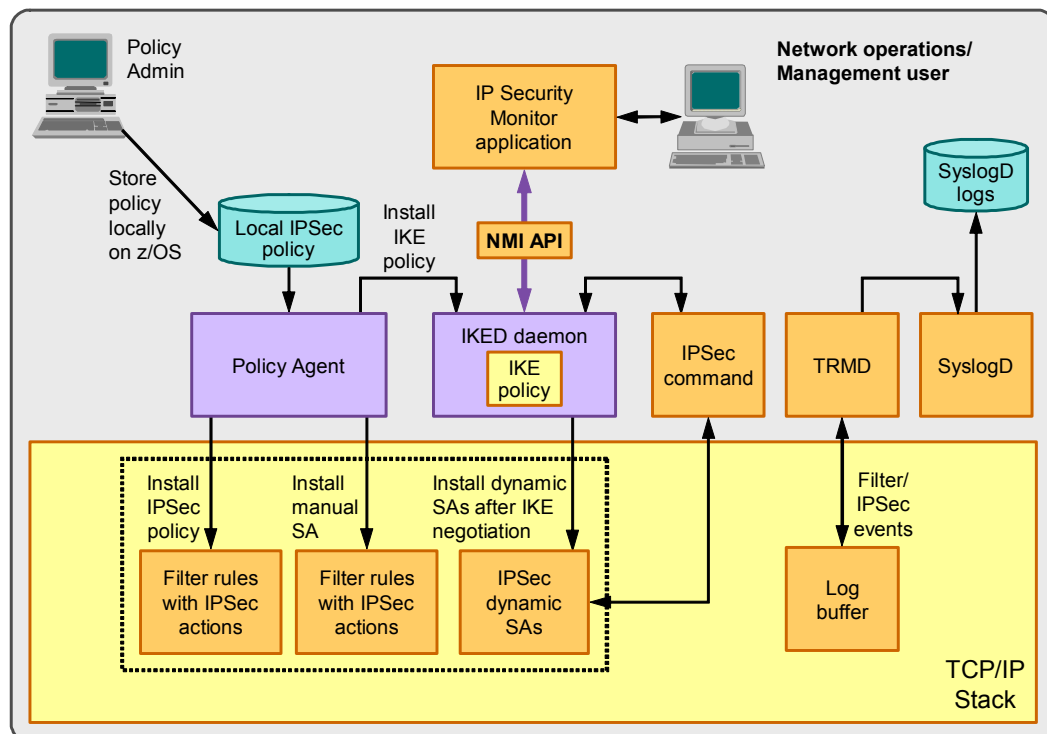 Policy
Admin
Network operations/
Management user
IP Security
Monitor
application
SyslogD
logs
Store
policy
locally
on z/OS
Local IPSec
policy
Install
IKE
policy
NMI API
Policy Agent
IKED daemon
IKE
policy
IPSec
command
TRMD
SyslogD
Install
IPSec
policy
Install
manual
SA
Install dynamic
SAs after IKE
negotiation
Filter/
IPSec
events
Filter rules
with IPSec
actions
Filter rules
with IPSec
actions
IPSec
dynamic
SAs
Log
buffer
TCP/IP
Stack